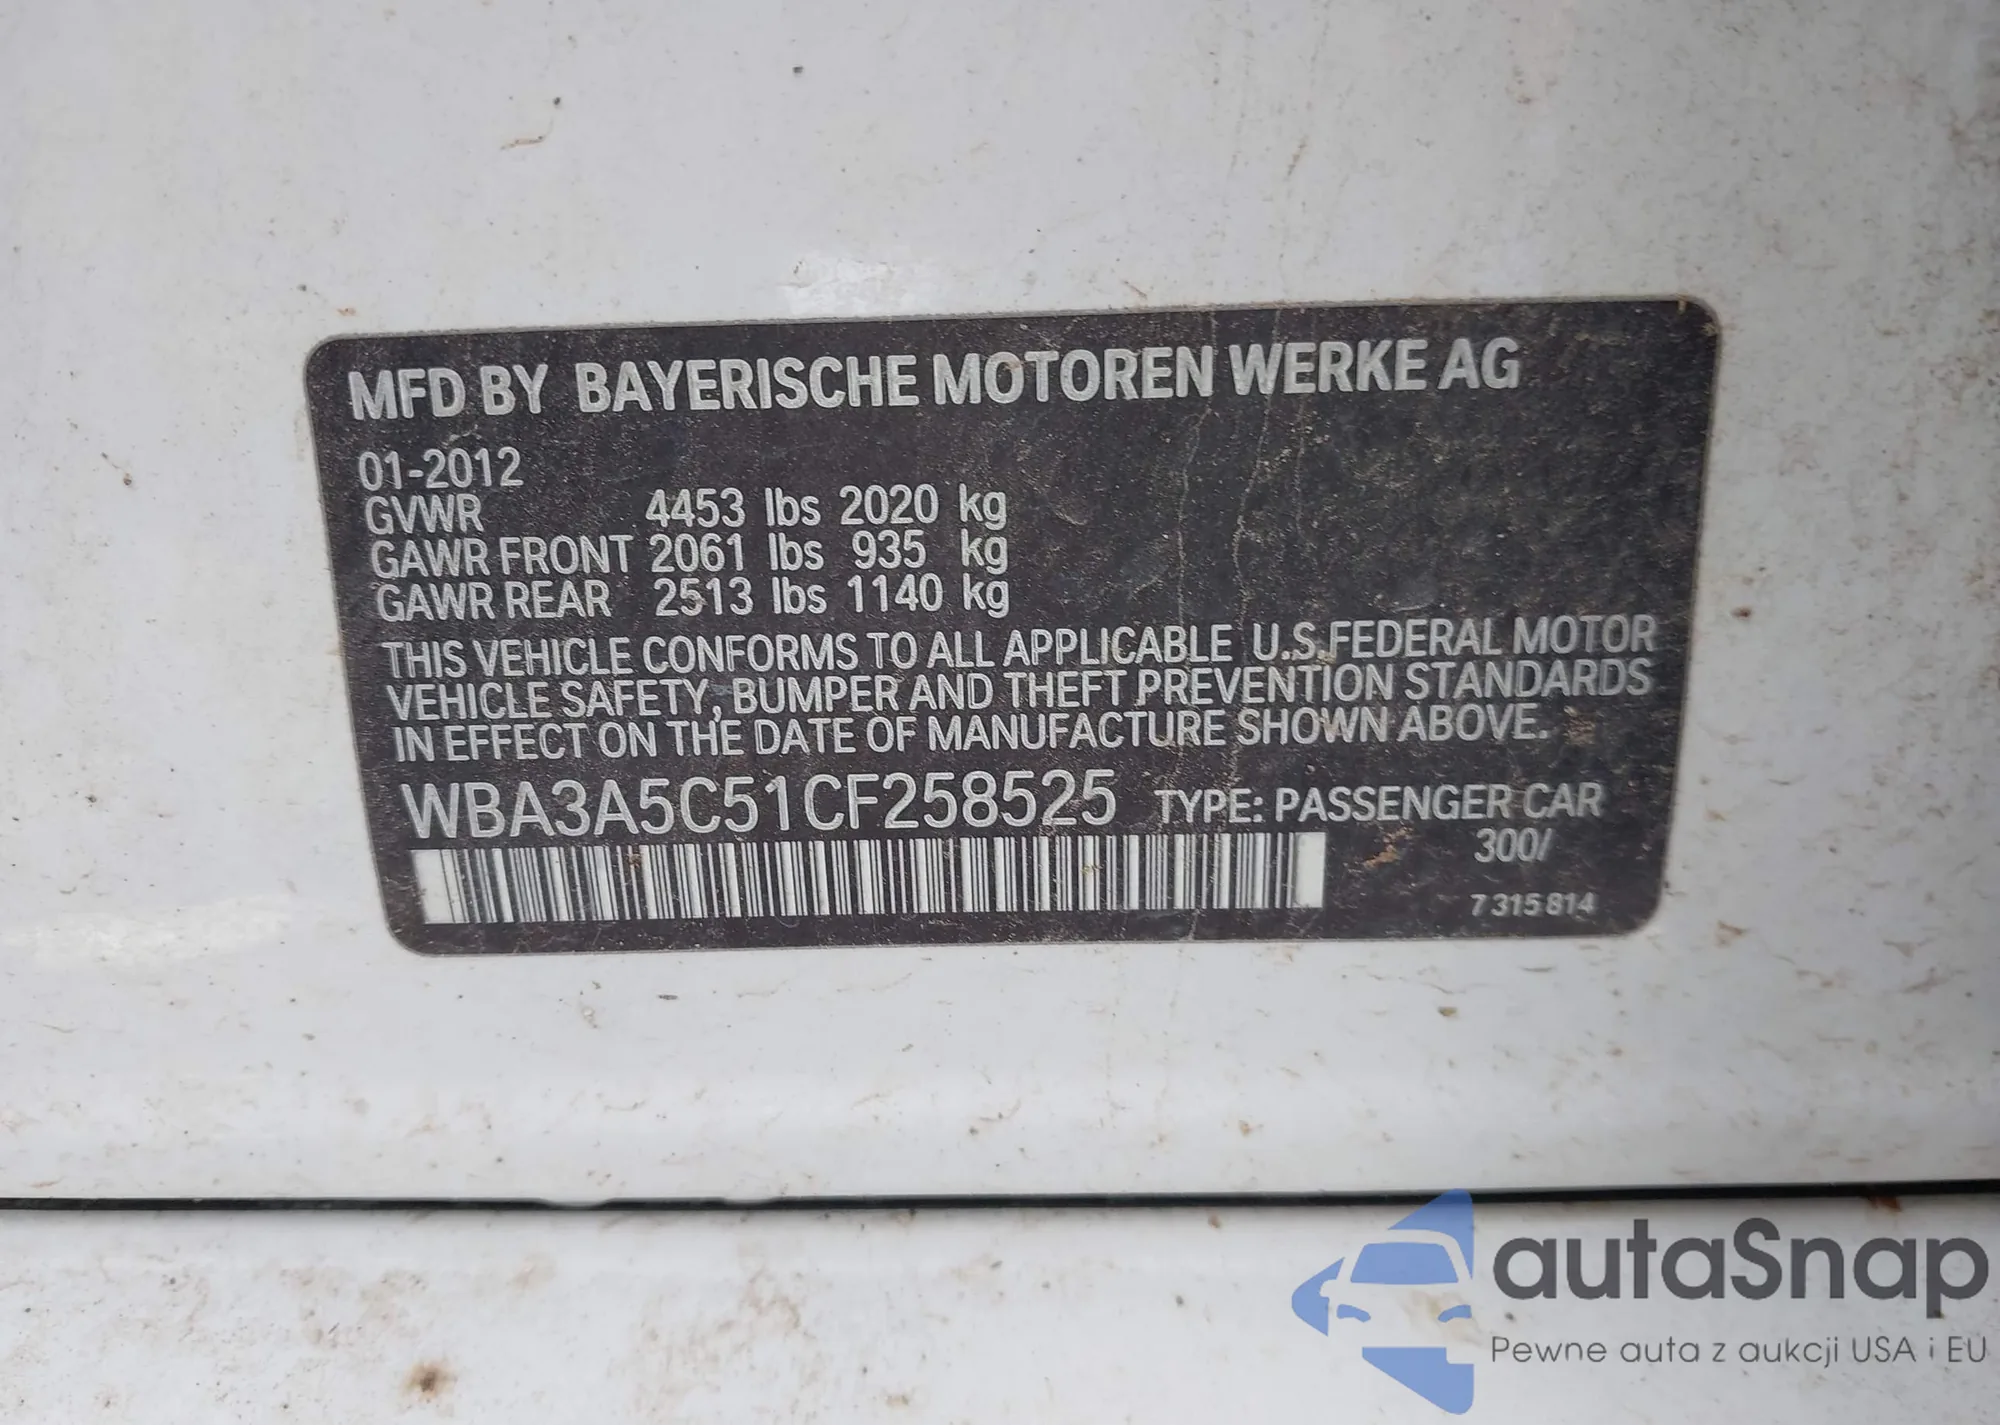 MFD BY BAYERISCHE MOTOREN WERKE AG
01-2012
GVWR 4453 lbs 2020 kg
GAWR FRONT 2061 lbs 935 kg
GAWR REAR 2513 lbs 1140 kg
THIS VEHICLE CONFORMS TO ALL APPLICABLE U.S.FEDERAL MOTOR
VEHICLE SAFETY, BUMPER AND THEFT PREVENTION STANDARDS
IN EFFECT ON THE DATE OF MANUFACTURE SHOWN ABOVE.
WBA3A5C51CF258525 TYPE: PASSENGER CAR
300/
7 315 814
autaSnap
Pewne auta z aukcji USA i EU